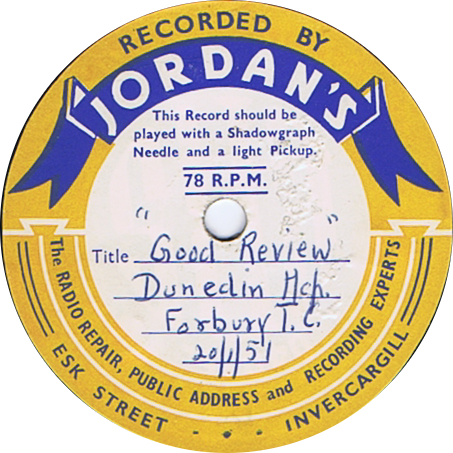 RECORDED BY
JORDAN'S
This Record should be
played with a Shadowgraph
Needle and a light Pickup.
78 R.P.M.
Title "Good Review"
Dunedin Hcp.
Forbury T.C.
20/1/51
The RADIO REPAIR, PUBLIC ADDRESS and RECORDING EXPERTS
ESK STREET · · · INVERCARGILL